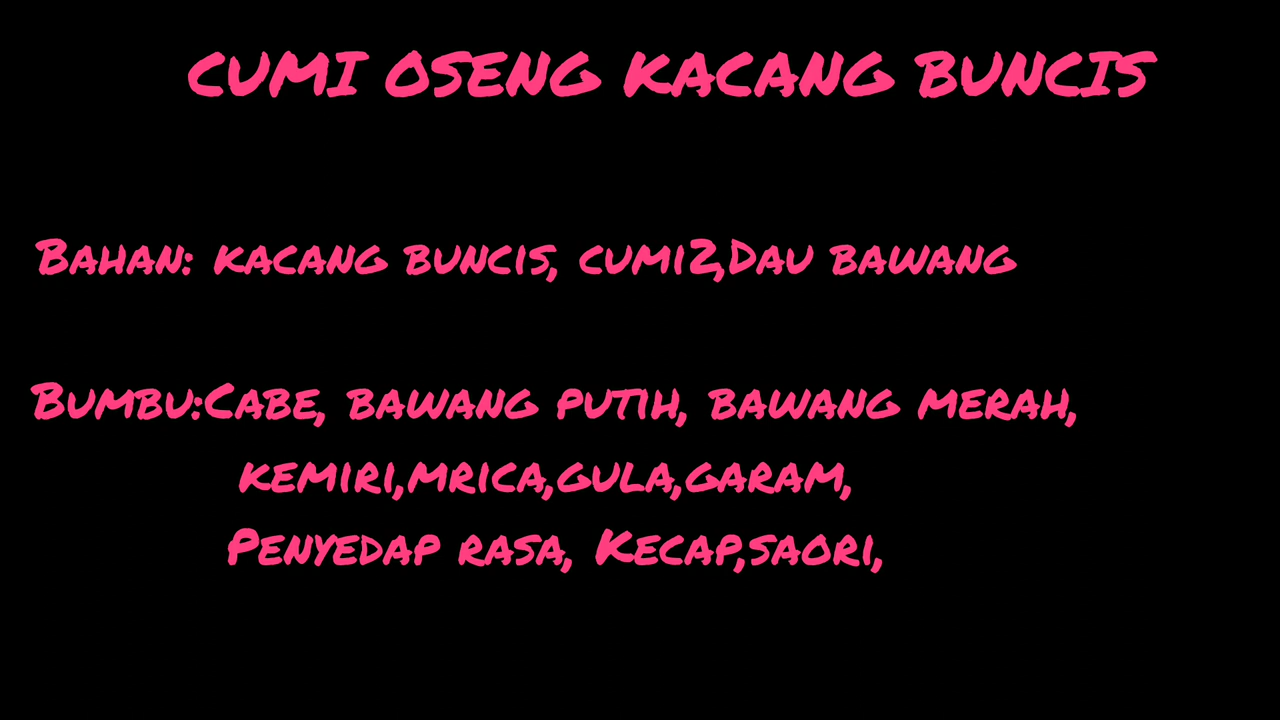 CUMI OSENG KACANG BUNCIS
BAHAN: KACANG BUNCIS, CUMI2,DAU BAWANG
BUMBU:CABE, BAWANG PUTIH, BAWANG MERAH,
KEMIRI,MRICA,GULA,GARAM,
PENYEDAP RASA, KECAP,SAORI,